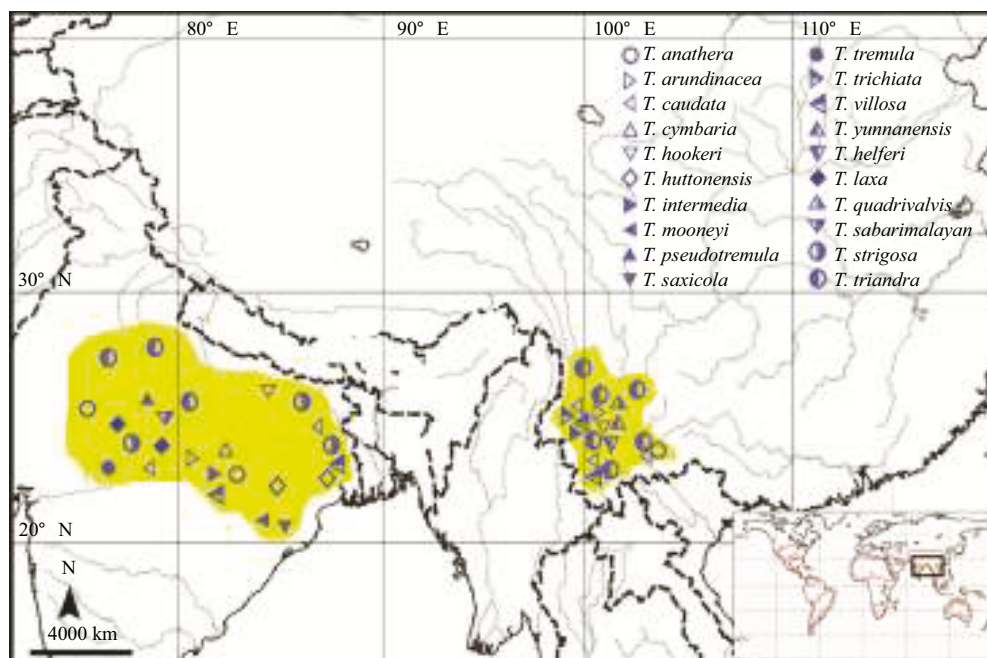 80° E 90° E 100° E 110° E
T. anathera
T. arundinacea
T. caudata
T. cymbaria
T. hookeri
T. huttonensis
T. intermedia
T. mooneyi
T. pseudotremula
T. saxicola
T. tremula
T. trichiata
T. villosa
T. yunnanensis
T. helferi
T. laxa
T. quadrivalvis
T. sabarimalayan
T. strigosa
T. triandra
30° N
20° N
N
4000 km